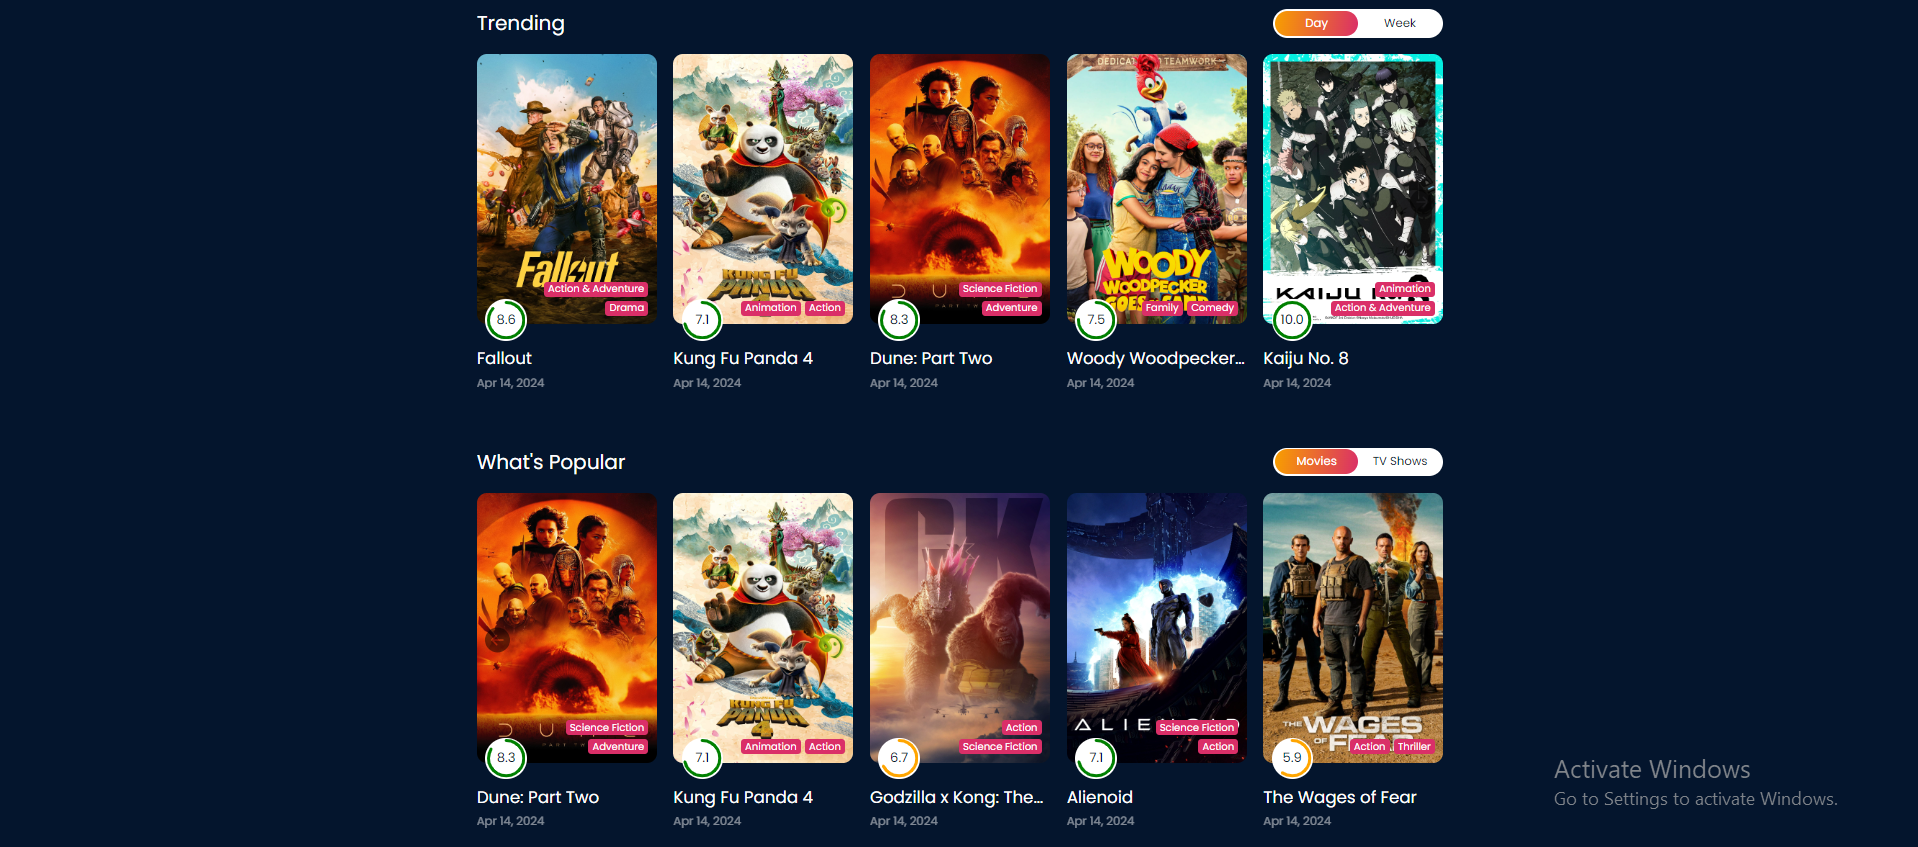 Trending
Day Week
DEDICAT N TEAMWORK
Fallout
Action & Adventure
Drama
8.6
KUNG FU
PANDA
Animation Action
7.1
Science Fiction
Adventure
8.3
WOODY
WOODPECKER
GOES CAMP
Family Comedy
7.5
Animation
Action & Adventure
10.0
Fallout
Kung Fu Panda 4
Dune: Part Two
Woody Woodpecker...
Kaiju No. 8
Apr 14, 2024
Apr 14, 2024
Apr 14, 2024
Apr 14, 2024
Apr 14, 2024
What's Popular
Movies TV Shows
Science Fiction
Adventure
8.3
KUNG FU
PANDA
4
Animation Action
7.1
GK
Action
Science Fiction
6.7
Science Fiction
Action
7.1
THE WAGES
OF
Action Thriller
5.9
Dune: Part Two
Kung Fu Panda 4
Godzilla x Kong: The...
Alienoid
The Wages of Fear
Apr 14, 2024
Apr 14, 2024
Apr 14, 2024
Apr 14, 2024
Apr 14, 2024
Activate Windows
Go to Settings to activate Windows.